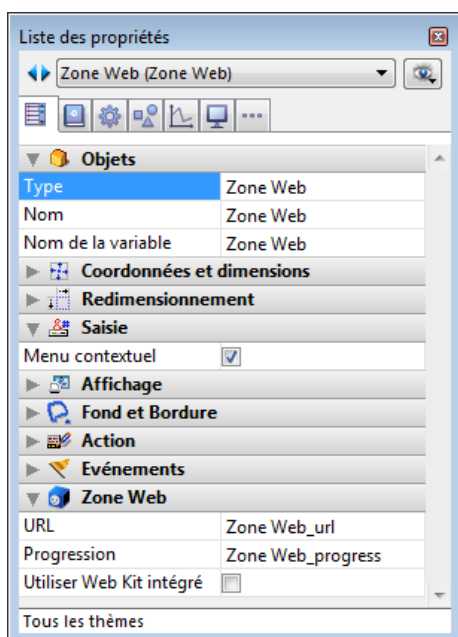 Liste des propriétés
Zone Web (Zone Web)
Objets
Type Zone Web
Nom Zone Web
Nom de la variable Zone Web
Coordonnées et dimensions
Redimensionnement
Saisie
Menu contextuel
Affichage
Fond et Bordure
Action
Evénements
Zone Web
URL Zone Web_url
Progression Zone Web_progress
Utiliser Web Kit intégré
Tous les thèmes